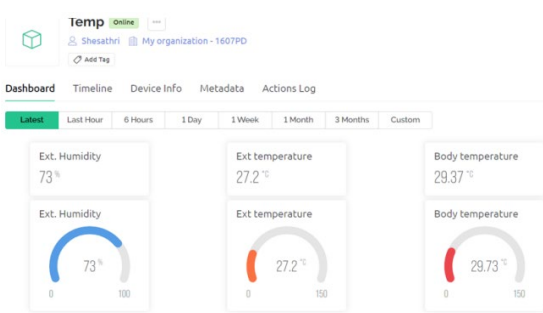 Temp Online ...
Shesathri My organization - 1607PD
Add Tag
Dashboard Timeline Device Info Metadata Actions Log
Latest Last Hour 6 Hours 1 Day 1 Week 1 Month 3 Months Custom
Ext. Humidity Ext temperature Body temperature
73 % 27.2 °C 29.37 °C
Ext. Humidity Ext temperature Body temperature
73 % 27.2 °C 29.73 °C
0 100 0 150 0 150